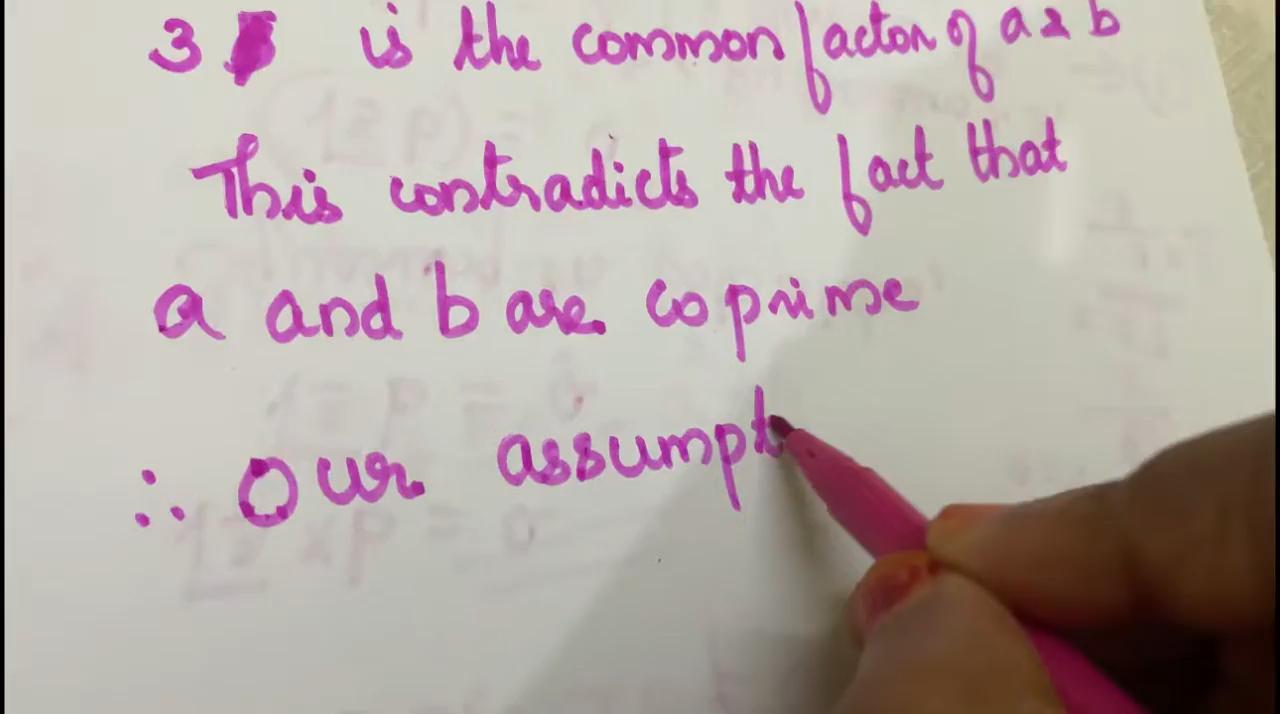 3 is the common factor of a & b
This contradicts the fact that
a and b are coprime
∴ Our assumpt